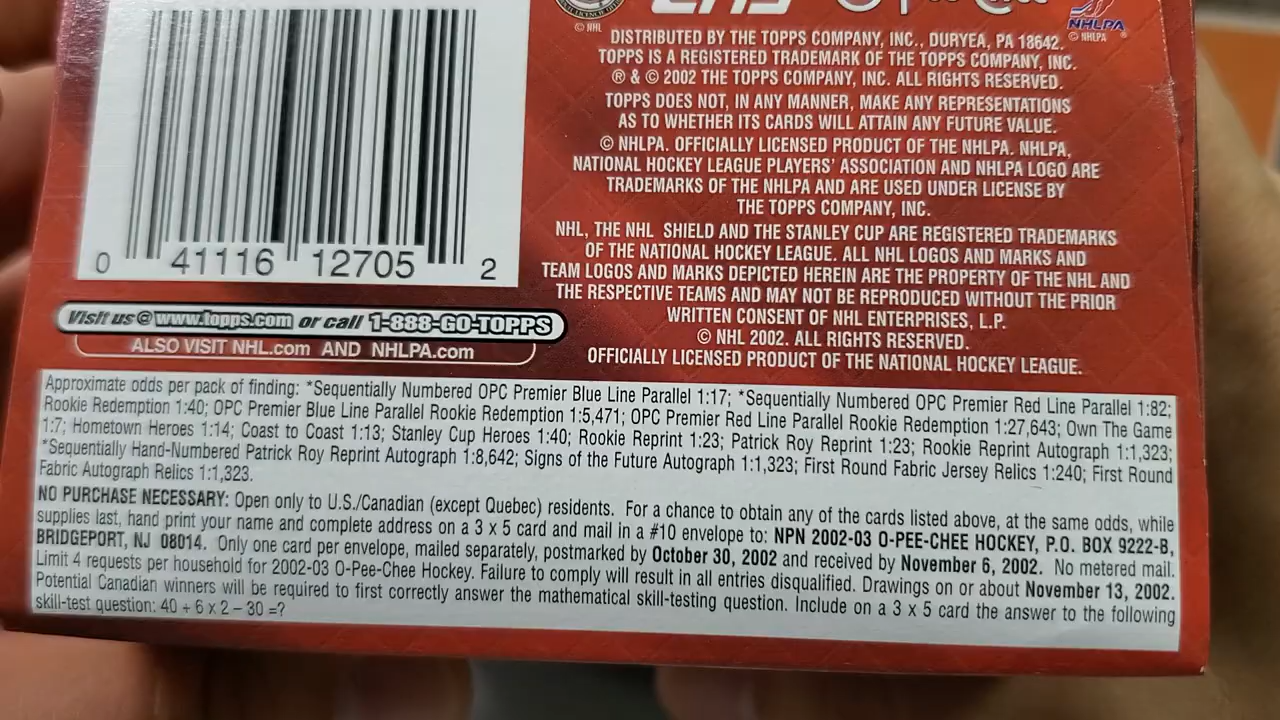 © NHL
NHLPA
© NHLPA
DISTRIBUTED BY THE TOPPS COMPANY, INC., DURYEA, PA 18642.
TOPPS IS A REGISTERED TRADEMARK OF THE TOPPS COMPANY, INC.
® & © 2002 THE TOPPS COMPANY, INC. ALL RIGHTS RESERVED.
TOPPS DOES NOT, IN ANY MANNER, MAKE ANY REPRESENTATIONS
AS TO WHETHER ITS CARDS WILL ATTAIN ANY FUTURE VALUE.
© NHLPA. OFFICIALLY LICENSED PRODUCT OF THE NHLPA. NHLPA,
NATIONAL HOCKEY LEAGUE PLAYERS' ASSOCIATION AND NHLPA LOGO ARE
TRADEMARKS OF THE NHLPA AND ARE USED UNDER LICENSE BY
THE TOPPS COMPANY, INC.
NHL, THE NHL SHIELD AND THE STANLEY CUP ARE REGISTERED TRADEMARKS
OF THE NATIONAL HOCKEY LEAGUE. ALL NHL LOGOS AND MARKS AND
TEAM LOGOS AND MARKS DEPICTED HEREIN ARE THE PROPERTY OF THE NHL AND
THE RESPECTIVE TEAMS AND MAY NOT BE REPRODUCED WITHOUT THE PRIOR
WRITTEN CONSENT OF NHL ENTERPRISES, L.P.
© NHL 2002. ALL RIGHTS RESERVED.
OFFICIALLY LICENSED PRODUCT OF THE NATIONAL HOCKEY LEAGUE.
0 41116 12705 2
Visit us@ www.topps.com or call 1-888-GO-TOPPS
ALSO VISIT NHL.com AND NHLPA.com
Approximate odds per pack of finding: *Sequentially Numbered OPC Premier Blue Line Parallel 1:17; *Sequentially Numbered OPC Premier Red Line Parallel 1:82;
Rookie Redemption 1:40; OPC Premier Blue Line Parallel Rookie Redemption 1:5,471; OPC Premier Red Line Parallel Rookie Redemption 1:27,643; Own The Game
1:7; Hometown Heroes 1:14; Coast to Coast 1:13; Stanley Cup Heroes 1:40; Rookie Reprint 1:23; Patrick Roy Reprint 1:23; Rookie Reprint Autograph 1:1,323;
*Sequentially Hand-Numbered Patrick Roy Reprint Autograph 1:8,642; Signs of the Future Autograph 1:1,323; First Round Fabric Jersey Relics 1:240; First Round
Fabric Autograph Relics 1:1,323.
NO PURCHASE NECESSARY: Open only to U.S./Canadian (except Quebec) residents. For a chance to obtain any of the cards listed above, at the same odds, while
supplies last, hand print your name and complete address on a 3 x 5 card and mail in a #10 envelope to: NPN 2002-03 O-PEE-CHEE HOCKEY, P.O. BOX 9222-B,
BRIDGEPORT, NJ 08014. Only one card per envelope, mailed separately, postmarked by October 30, 2002 and received by November 6, 2002. No metered mail.
Limit 4 requests per household for 2002-03 O-Pee-Chee Hockey. Failure to comply will result in all entries disqualified. Drawings on or about November 13, 2002.
Potential Canadian winners will be required to first correctly answer the mathematical skill-testing question. Include on a 3 x 5 card the answer to the following
skill-test question: 40 + 6 x 2 – 30 =?